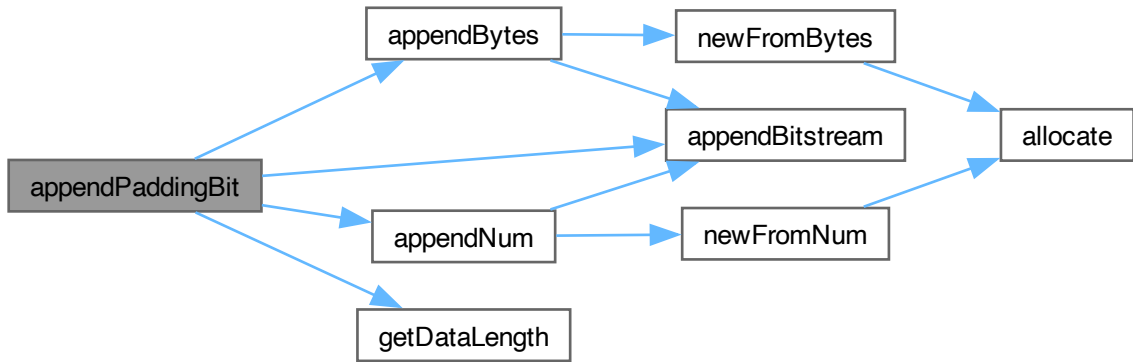 appendPaddingBit
appendBytes
appendBitstream
appendNum
getDataLength
newFromBytes
newFromNum
allocate